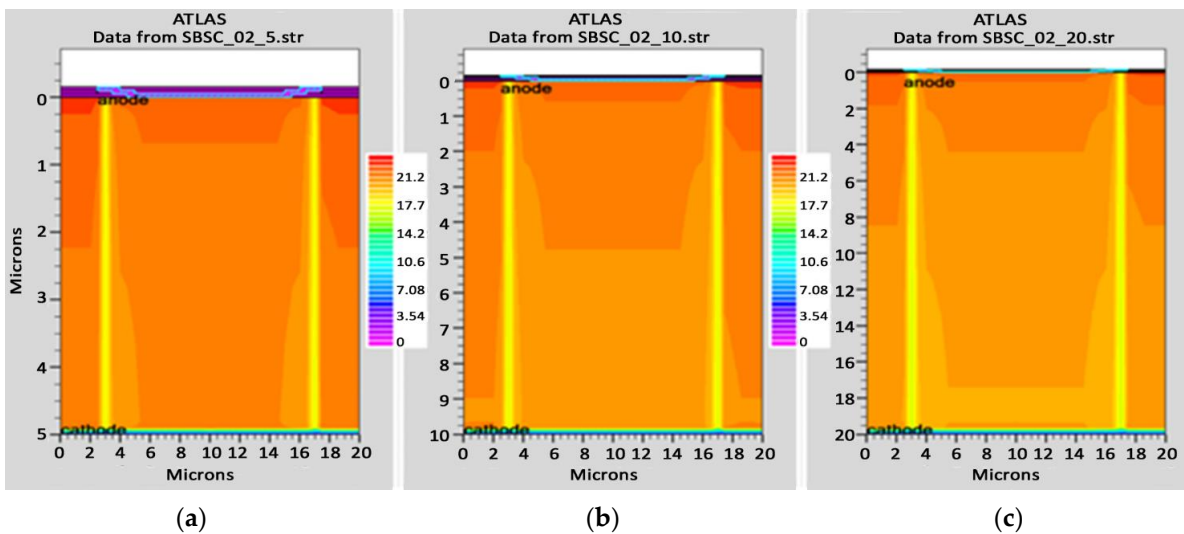 ATLAS
Data from SBSC_02_5.str
anode
0
1
2
3
4
5
Microns
cathode
0 2 4 6 8 10 12 14 16 18 20
Microns
21.2
17.7
14.2
10.6
7.08
3.54
0
(a)
ATLAS
Data from SBSC_02_10.str
anode
0
1
2
3
4
5
6
7
8
9
10
cathode
0 2 4 6 8 10 12 14 16 18 20
Microns
21.2
17.7
14.2
10.6
7.08
3.54
0
(b)
ATLAS
Data from SBSC_02_20.str
anode
0
2
4
6
8
10
12
14
16
18
20
cathode
0 2 4 6 8 10 12 14 16 18 20
Microns
(c)